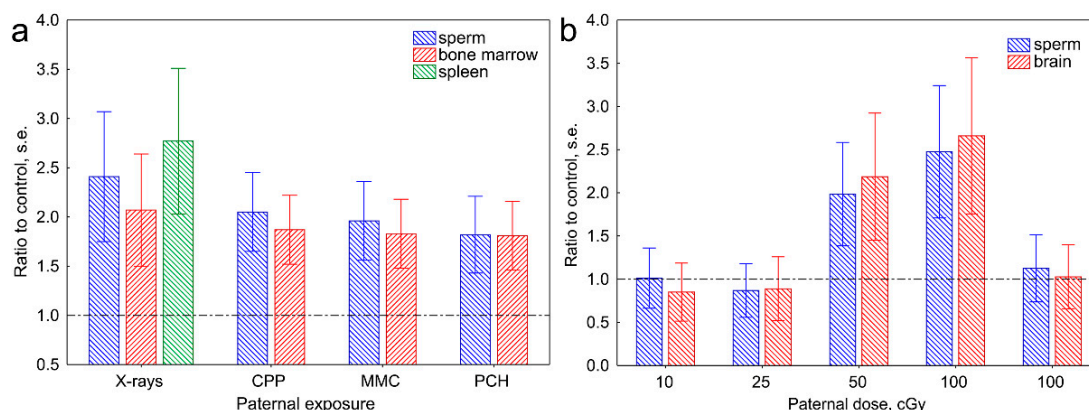 a
4.0
3.5
3.0
2.5
2.0
1.5
1.0
0.5
Ratio to control, s.e.
sperm
bone marrow
spleen
X-rays CPP MMC PCH
Paternal exposure
b
4.0
3.5
3.0
2.5
2.0
1.5
1.0
0.5
0.0
Ratio to control, s.e.
sperm
brain
10 25 50 100 100
Paternal dose, cGy